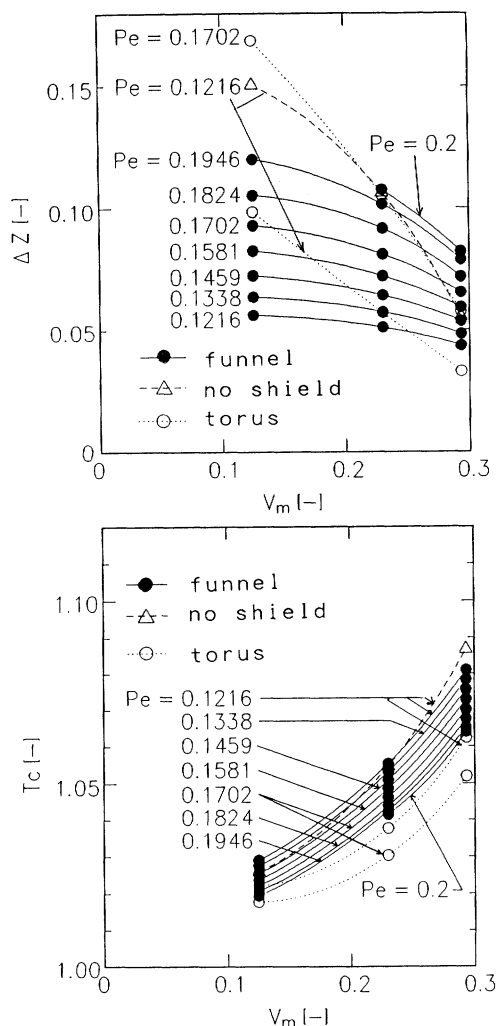 Pe = 0.1702
Pe = 0.1216
Pe = 0.2
Pe = 0.1946
0.1824
0.1702
0.1581
0.1459
0.1338
0.1216
funnel
no shield
torus
0.15
0.10
0.05
0
ΔZ [-]
0
0.1
0.2
0.3
Vm [-]
funnel
no shield
torus
Pe = 0.1216
0.1338
0.1459
0.1581
0.1702
0.1824
0.1946
Pe = 0.2
1.10
1.05
1.00
Tc [-]
0.1
0.2
0.3
Vm [-]